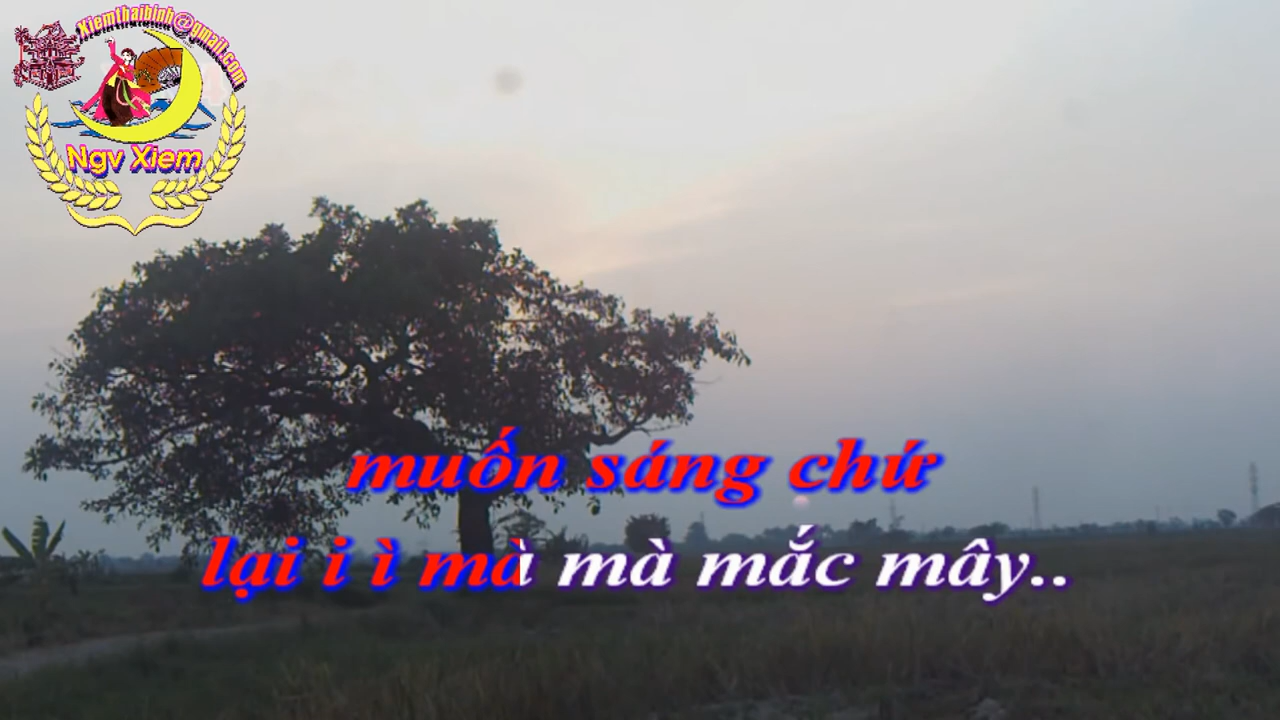 Xiemthaibinh@gmail.com
Ngv Xiem
muốn sáng chứ
lại i ì mà mà mắc mây..